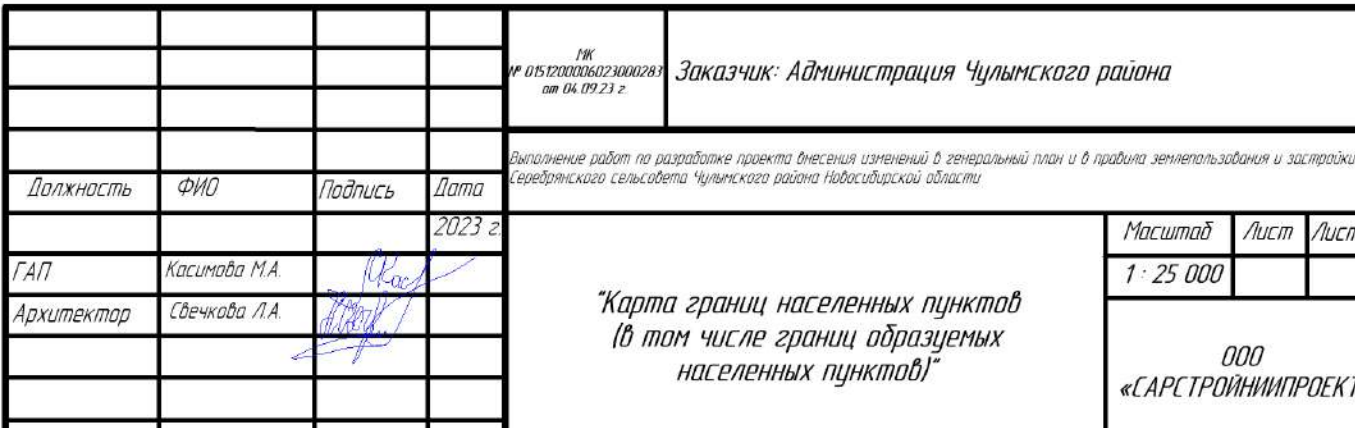 МК
№ 0151200006023000283
от 04.09.23 г.
Заказчик: Администрация Чулымского района
Выполнение работ по разработке проекта внесения изменений в генеральный план и в правила землепользования и застройки
Серебрянского сельсовета Чулымского района Новосибирской области
Должность ФИО Подпись Дата
2023 г.
ГАП Касимова М.А.
Архитектор Свечкова Л.А.
"Карта границ населенных пунктов
(в том числе границ образуемых
населенных пунктов)"
Масштаб Лист Лист
1 : 25 000
ООО
«САРСТРОЙНИИПРОЕКТ